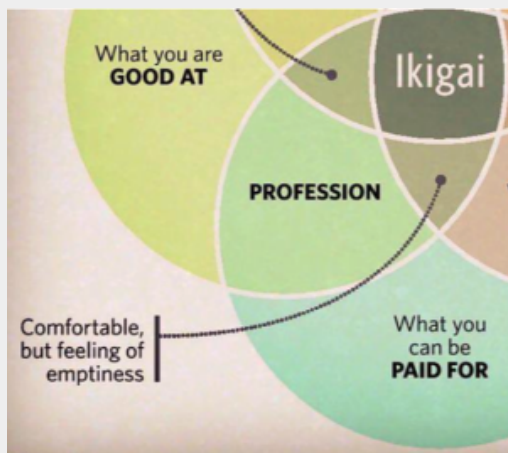 What you are
GOOD AT
Ikigai
PROFESSION
Comfortable,
but feeling of
emptiness
What you
can be
PAID FOR